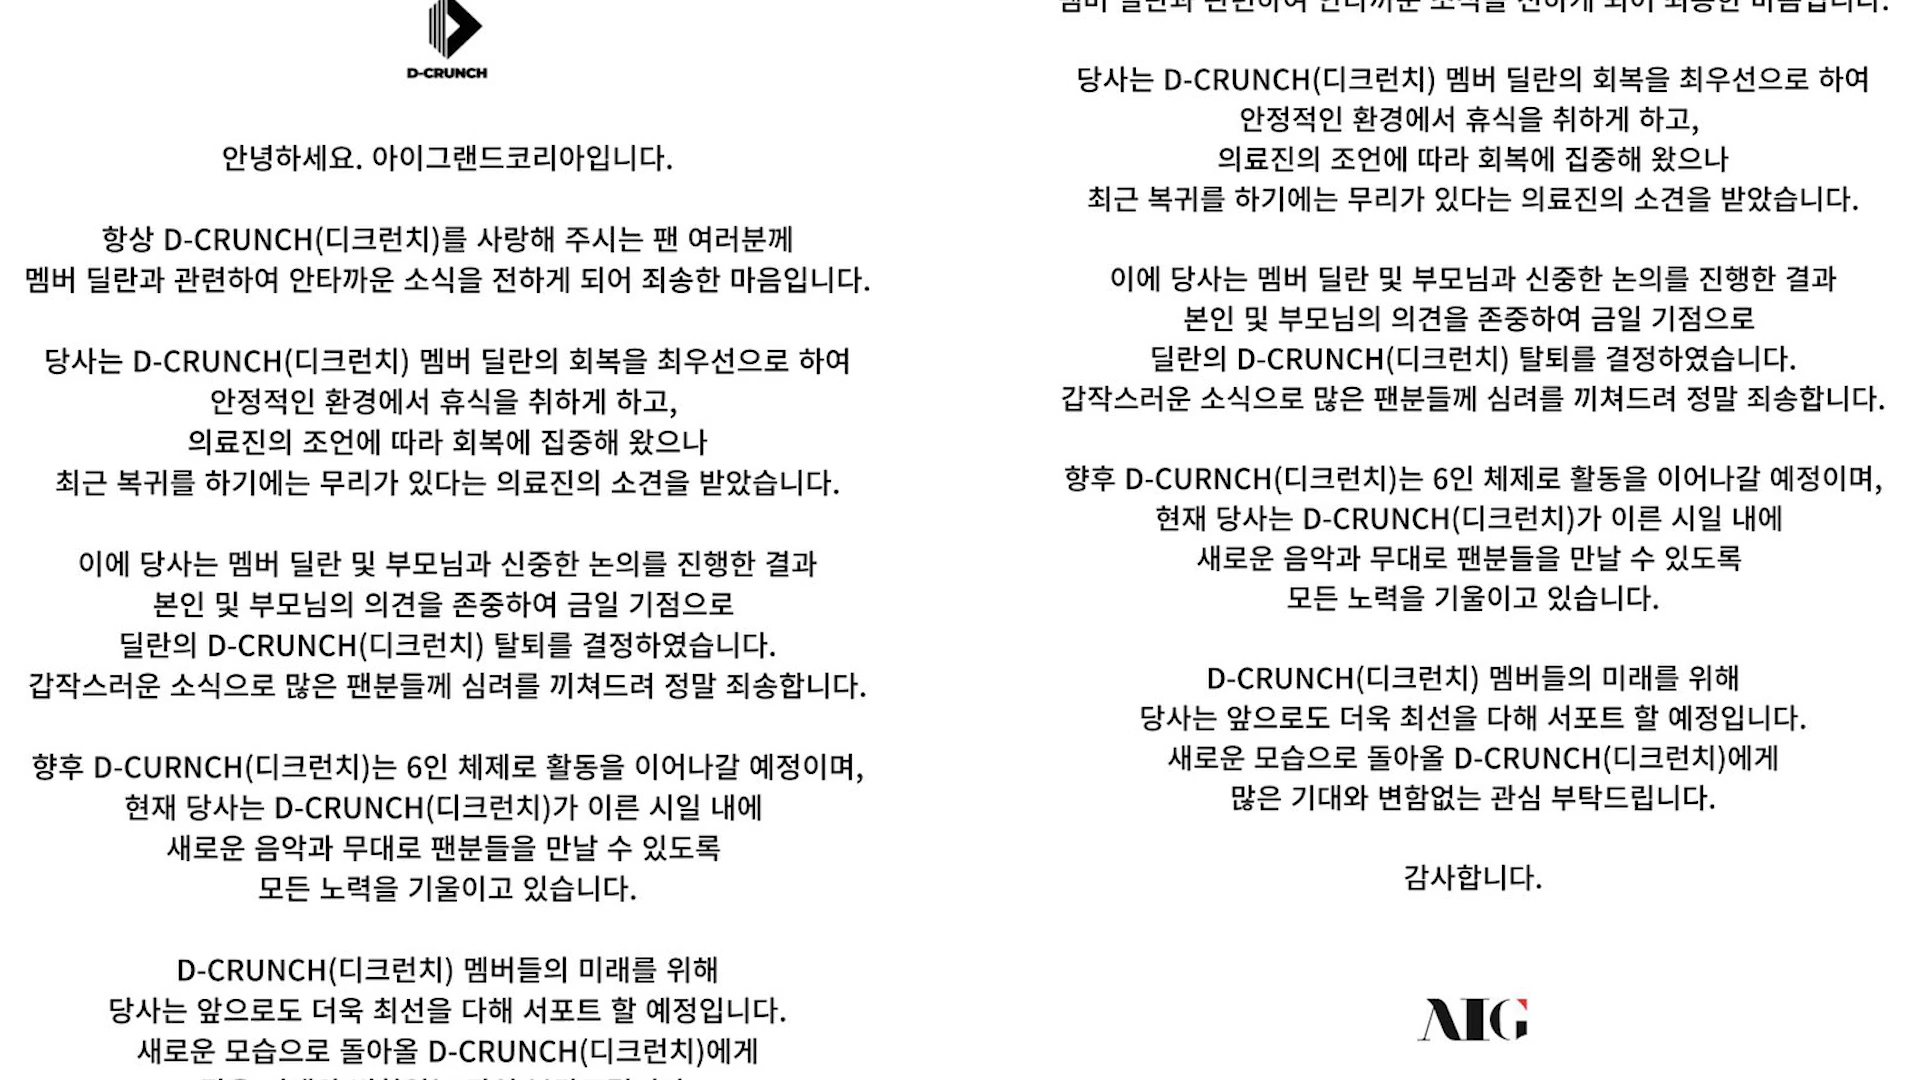 D-CRUNCH
안녕하세요. 아이그랜드코리아입니다.
항상 D-CRUNCH(디크런치)를 사랑해 주시는 팬 여러분께
멤버 딜란과 관련하여 안타까운 소식을 전하게 되어 죄송한 마음입니다.
당사는 D-CRUNCH(디크런치) 멤버 딜란의 회복을 최우선으로 하여
안정적인 환경에서 휴식을 취하게 하고,
의료진의 조언에 따라 회복에 집중해 왔으나
최근 복귀를 하기에는 무리가 있다는 의료진의 소견을 받았습니다.
이에 당사는 멤버 딜란 및 부모님과 신중한 논의를 진행한 결과
본인 및 부모님의 의견을 존중하여 금일 기점으로
딜란의 D-CRUNCH(디크런치) 탈퇴를 결정하였습니다.
갑작스러운 소식으로 많은 팬분들께 심려를 끼쳐드려 정말 죄송합니다.
향후 D-CURNCH(디크런치)는 6인 체제로 활동을 이어나갈 예정이며,
현재 당사는 D-CRUNCH(디크런치)가 이른 시일 내에
새로운 음악과 무대로 팬분들을 만날 수 있도록
모든 노력을 기울이고 있습니다.
D-CRUNCH(디크런치) 멤버들의 미래를 위해
당사는 앞으로도 더욱 최선을 다해 서포트 할 예정입니다.
새로운 모습으로 돌아올 D-CRUNCH(디크런치)에게
멤버 딜란과 관련하여 안타까운 소식을 전하게 되어 죄송한 마음입니다.
당사는 D-CRUNCH(디크런치) 멤버 딜란의 회복을 최우선으로 하여
안정적인 환경에서 휴식을 취하게 하고,
의료진의 조언에 따라 회복에 집중해 왔으나
최근 복귀를 하기에는 무리가 있다는 의료진의 소견을 받았습니다.
이에 당사는 멤버 딜란 및 부모님과 신중한 논의를 진행한 결과
본인 및 부모님의 의견을 존중하여 금일 기점으로
딜란의 D-CRUNCH(디크런치) 탈퇴를 결정하였습니다.
갑작스러운 소식으로 많은 팬분들께 심려를 끼쳐드려 정말 죄송합니다.
향후 D-CURNCH(디크런치)는 6인 체제로 활동을 이어나갈 예정이며,
현재 당사는 D-CRUNCH(디크런치)가 이른 시일 내에
새로운 음악과 무대로 팬분들을 만날 수 있도록
모든 노력을 기울이고 있습니다.
D-CRUNCH(디크런치) 멤버들의 미래를 위해
당사는 앞으로도 더욱 최선을 다해 서포트 할 예정입니다.
새로운 모습으로 돌아올 D-CRUNCH(디크런치)에게
많은 기대와 변함없는 관심 부탁드립니다.
감사합니다.
AIG